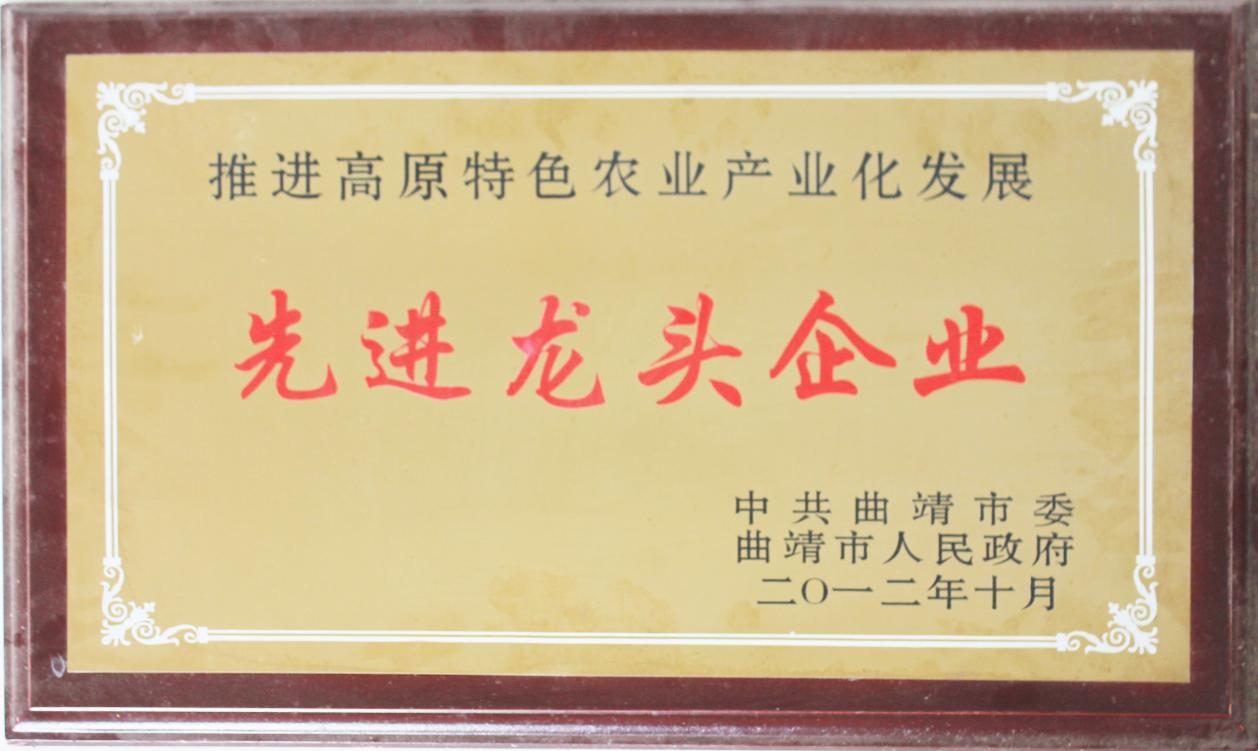 推进高原特色农业产业化发展
先进龙头企业
中共曲靖市委
曲靖市人民政府
二〇一二年十月